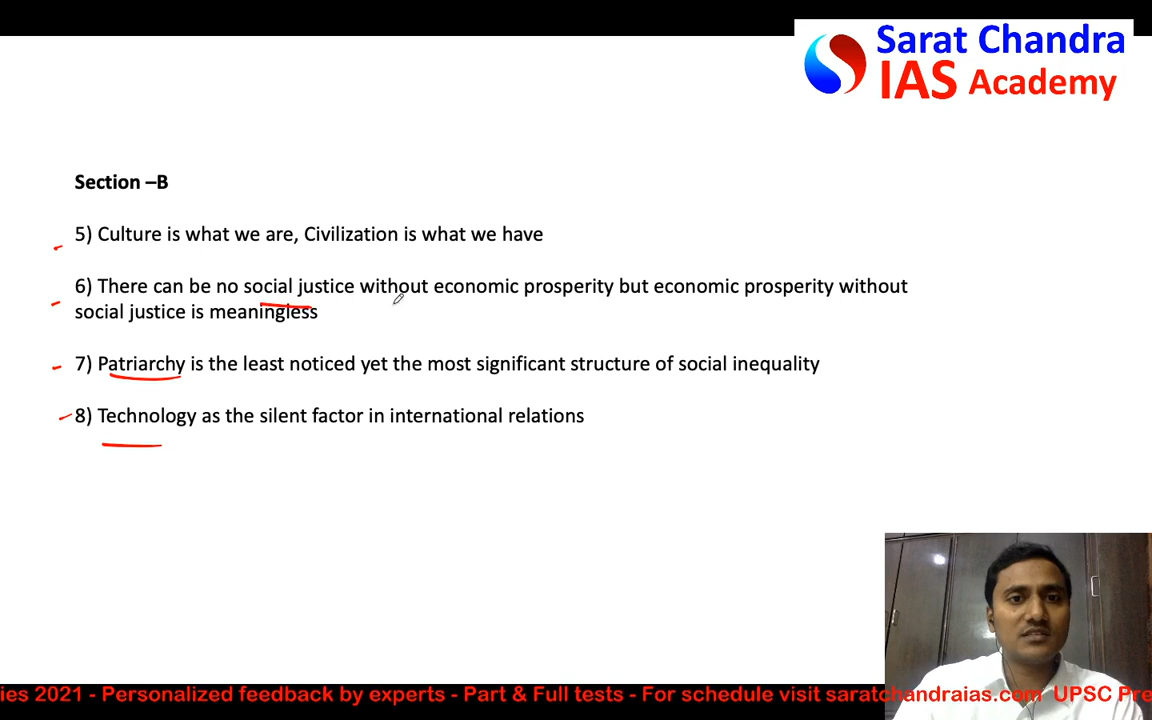 Sarat Chandra
IAS Academy
Section –B
5) Culture is what we are, Civilization is what we have
6) There can be no social justice without economic prosperity but economic prosperity without
social justice is meaningless
7) Patriarchy is the least noticed yet the most significant structure of social inequality
8) Technology as the silent factor in international relations
ies 2021 - Personalized feedback by experts - Part & Full tests - For schedule visit saratchandraias.com UPSC Pre